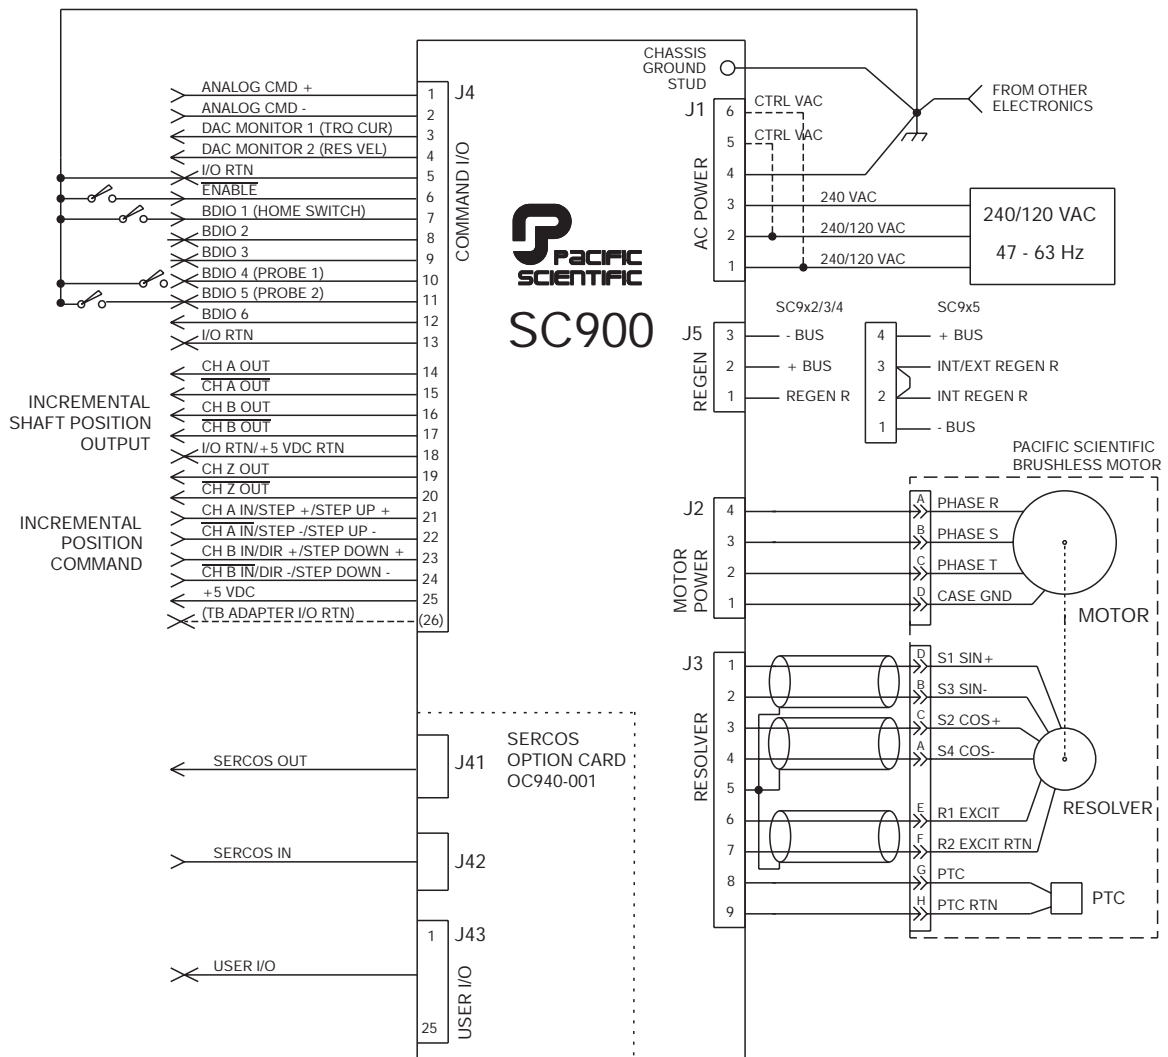 ANALOG CMD + 1 J4
ANALOG CMD - 2
DAC MONITOR 1 (TRQ CUR) 3
DAC MONITOR 2 (RES VEL) 4
I/O RTN 5
ENABLE 6
BDIO 1 (HOME SWITCH) 7
BDIO 2 8
BDIO 3 9
BDIO 4 (PROBE 1) 10
BDIO 5 (PROBE 2) 11
BDIO 6 12
I/O RTN 13
COMMAND I/O
INCREMENTAL
SHAFT POSITION
OUTPUT
CH A OUT 14
CH A OUT 15
CH B OUT 16
CH B OUT 17
I/O RTN/+5 VDC RTN 18
CH Z OUT 19
CH Z OUT 20
INCREMENTAL
POSITION
COMMAND
CH A IN/STEP +/STEP UP + 21
CH A IN/STEP -/STEP UP - 22
CH B IN/DIR +/STEP DOWN + 23
CH B IN/DIR -/STEP DOWN - 24
+5 VDC 25
(TB ADAPTER I/O RTN) (26)
SERCOS OUT J41
SERCOS
OPTION CARD
OC940-001
SERCOS IN J42
1 J43
USER I/O
25
USER I/O
PACIFIC
SCIENTIFIC
SC900
CHASSIS
GROUND
STUD
FROM OTHER
ELECTRONICS
J1
AC POWER
6 CTRL VAC
5 CTRL VAC
4
3 240 VAC
2 240/120 VAC
1 240/120 VAC
240/120 VAC
47 - 63 Hz
J5
REGEN
SC9x2/3/4
3 - BUS
2 + BUS
1 REGEN R
SC9x5
4 + BUS
3 INT/EXT REGEN R
2 INT REGEN R
1 - BUS
PACIFIC SCIENTIFIC
BRUSHLESS MOTOR
J2
MOTOR
POWER
4 A PHASE R
3 B PHASE S
2 C PHASE T
1 D CASE GND
MOTOR
J3
RESOLVER
1 D S1 SIN+
2 B S3 SIN-
3 C S2 COS+
4 A S4 COS-
5
6 E R1 EXCIT
7 F R2 EXCIT RTN
RESOLVER
8 G PTC
9 H PTC RTN
PTC